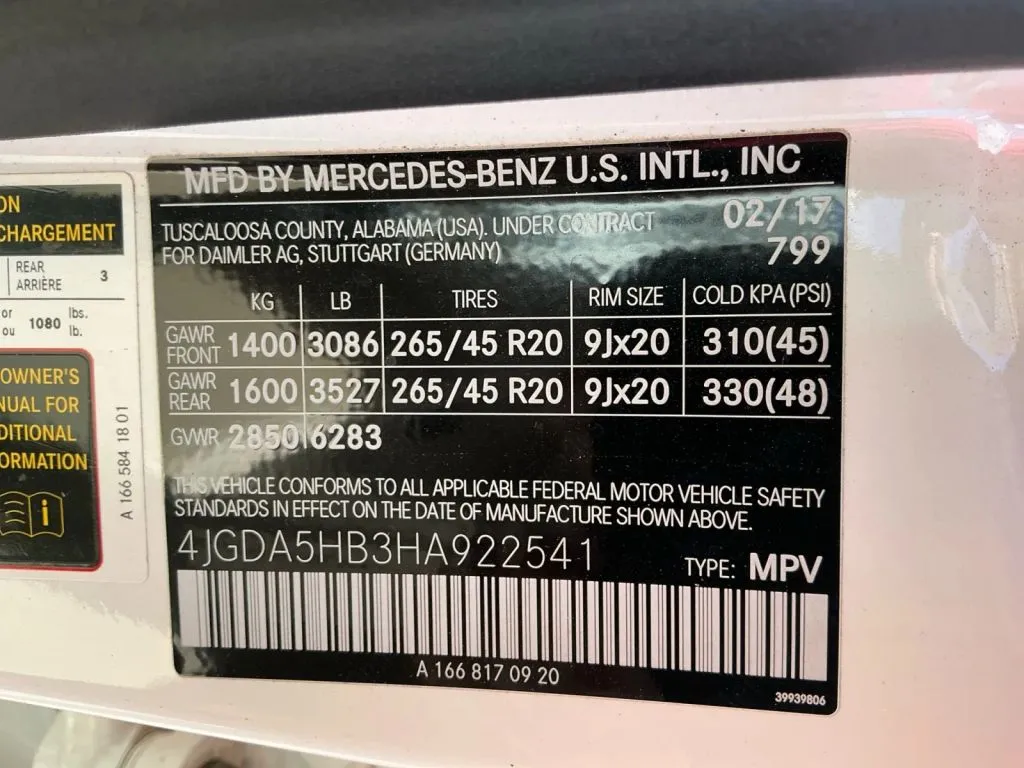 ON
CHARGEMENT
REAR
ARRIÈRE 3
or
ou 1080 lbs.
lb.
OWNER'S
NUAL FOR
DITIONAL
ORMATION
i
A 166 584 18 01
MFD BY MERCEDES-BENZ U.S. INTL., INC
TUSCALOOSA COUNTY, ALABAMA (USA). UNDER CONTRACT 02/17
FOR DAIMLER AG, STUTTGART (GERMANY) 799
KG LB TIRES RIM SIZE COLD KPA (PSI)
GAWR
FRONT 1400 3086 265/45 R20 9Jx20 310(45)
GAWR
REAR 1600 3527 265/45 R20 9Jx20 330(48)
GVWR 2850 6283
THIS VEHICLE CONFORMS TO ALL APPLICABLE FEDERAL MOTOR VEHICLE SAFETY
STANDARDS IN EFFECT ON THE DATE OF MANUFACTURE SHOWN ABOVE.
4JGDA5HB3HA922541 TYPE: MPV
A 166 817 09 20
39939806